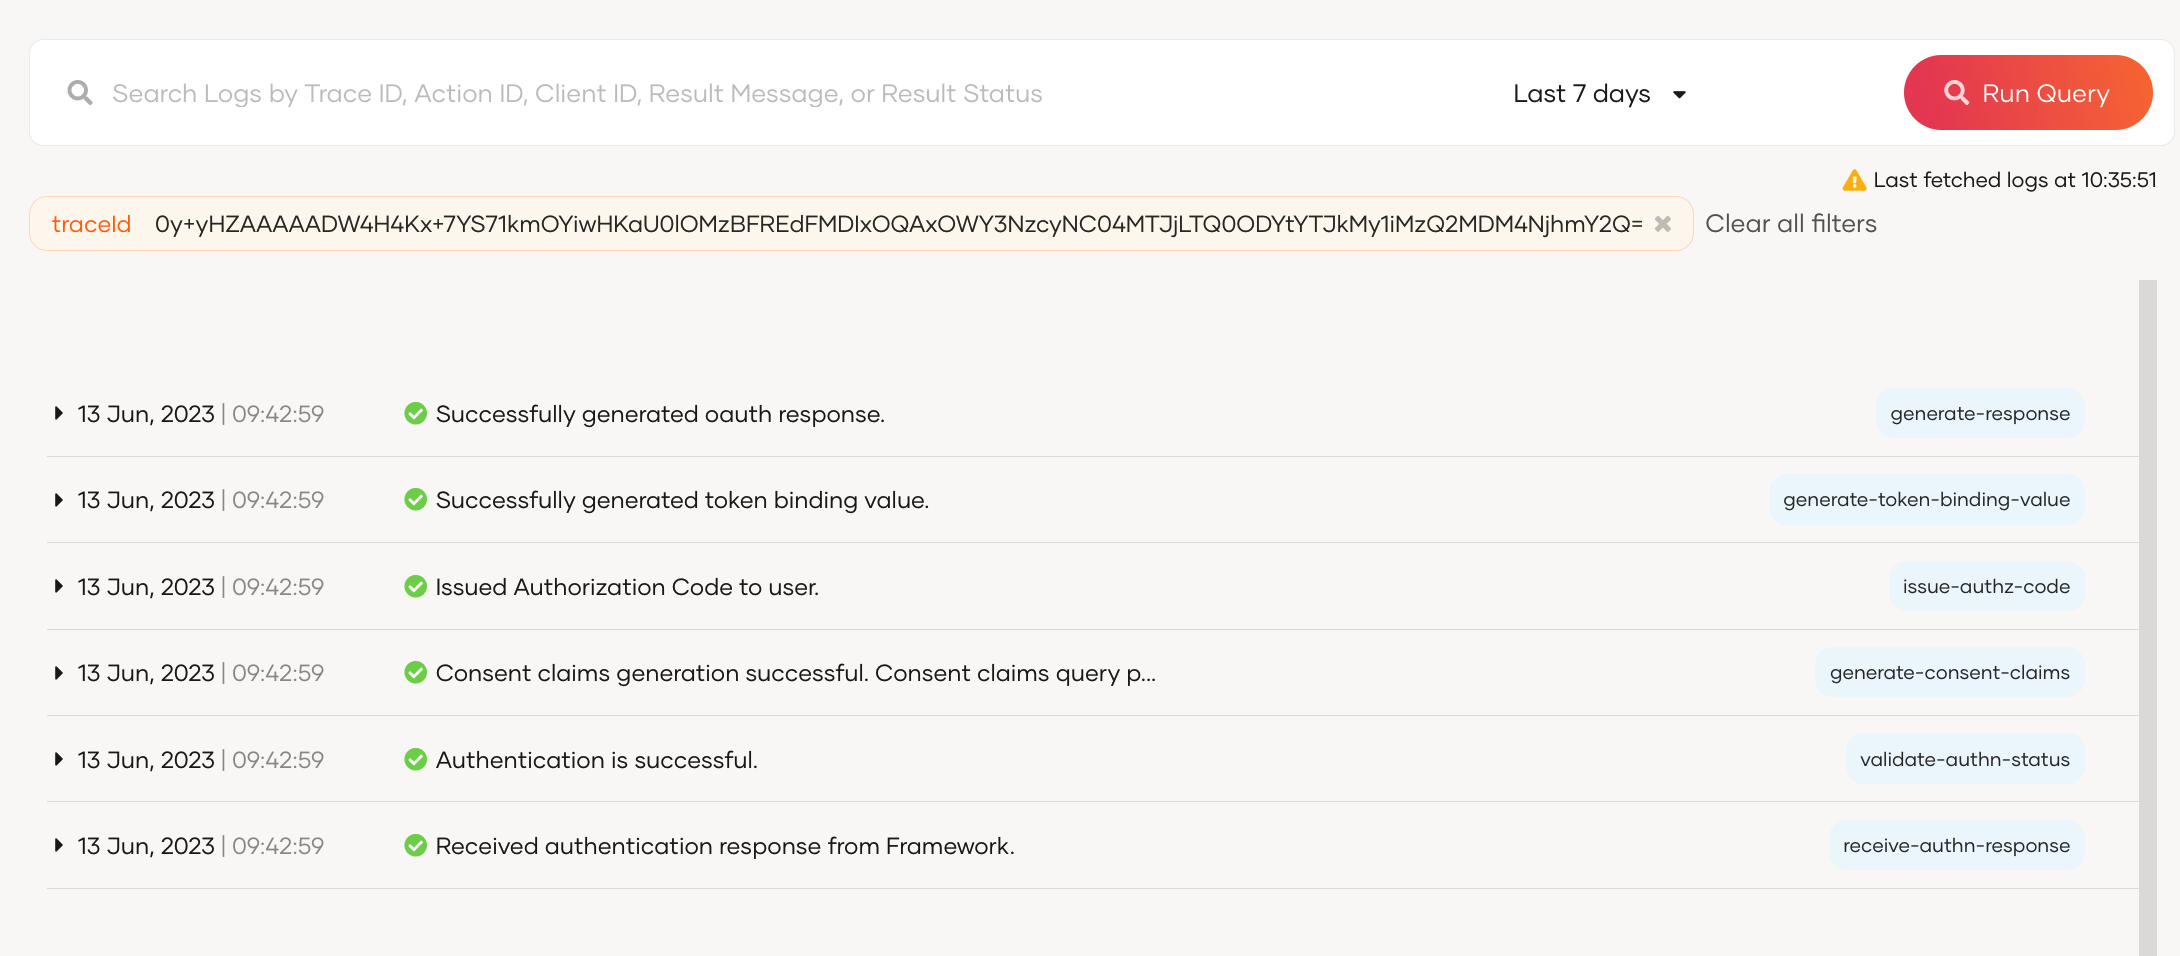 Search Logs by Trace ID, Action ID, Client ID, Result Message, or Result Status Last 7 days Run Query
Last fetched logs at 10:35:51
traceId 0y+yHZAAAAADW4H4Kx+7YS71kmOYiwHKaU0lOMzBFREdFMDIxOQAxOWY3NzcyNC04MTJjLTQ0ODYtYTJkMy1iMzQ2MDM4NjhmY2Q= Clear all filters
13 Jun, 2023 | 09:42:59 Successfully generated oauth response. generate-response
13 Jun, 2023 | 09:42:59 Successfully generated token binding value. generate-token-binding-value
13 Jun, 2023 | 09:42:59 Issued Authorization Code to user. issue-authz-code
13 Jun, 2023 | 09:42:59 Consent claims generation successful. Consent claims query p... generate-consent-claims
13 Jun, 2023 | 09:42:59 Authentication is successful. validate-authn-status
13 Jun, 2023 | 09:42:59 Received authentication response from Framework. receive-authn-response